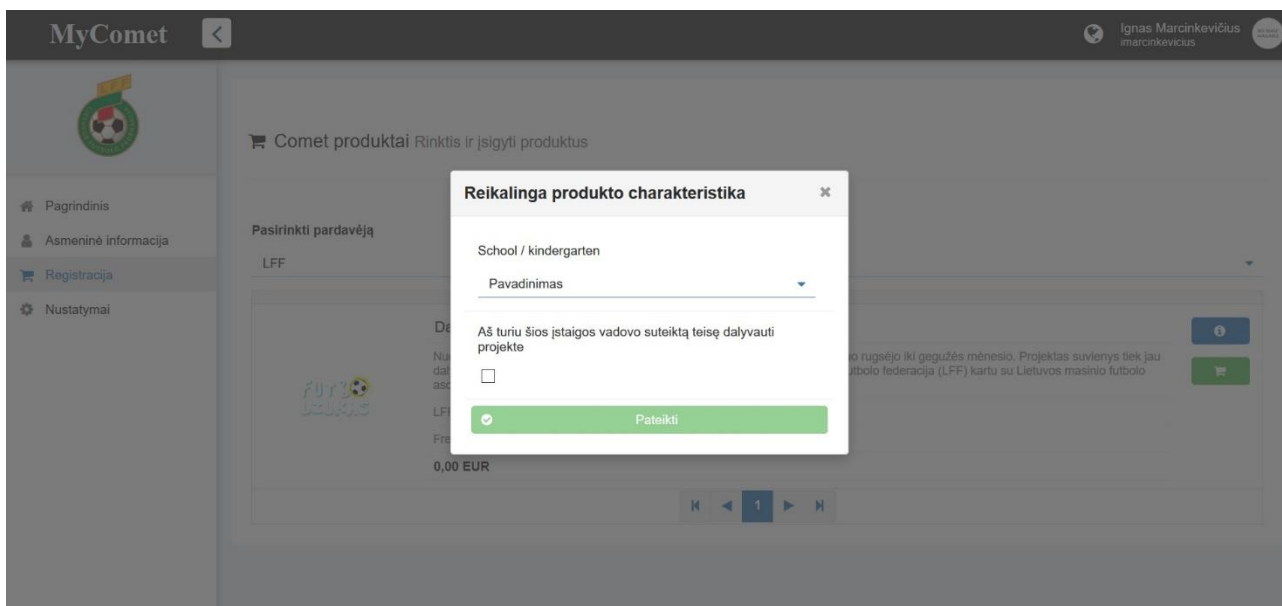 MyComet
Ignas Marcinkevičius
imarcinkevicius
LFF
Comet produktai Rinktis ir įsigyti produktus
Reikalinga produkto charakteristika
Pagrindinis
Asmeninė informacija
Registracija
Nustatymai
Pasirinkti pardavėją
LFF
School / kindergarten
Pavadinimas
Aš turiu šios įstaigos vadovo suteiktą teisę dalyvauti
projekte
Pateikti
rugsėjo iki gegužės mėnesio. Projektas suvienys tiek jau
federacija (LFF) kartu su Lietuvos masinio futbolo
0,00 EUR
1